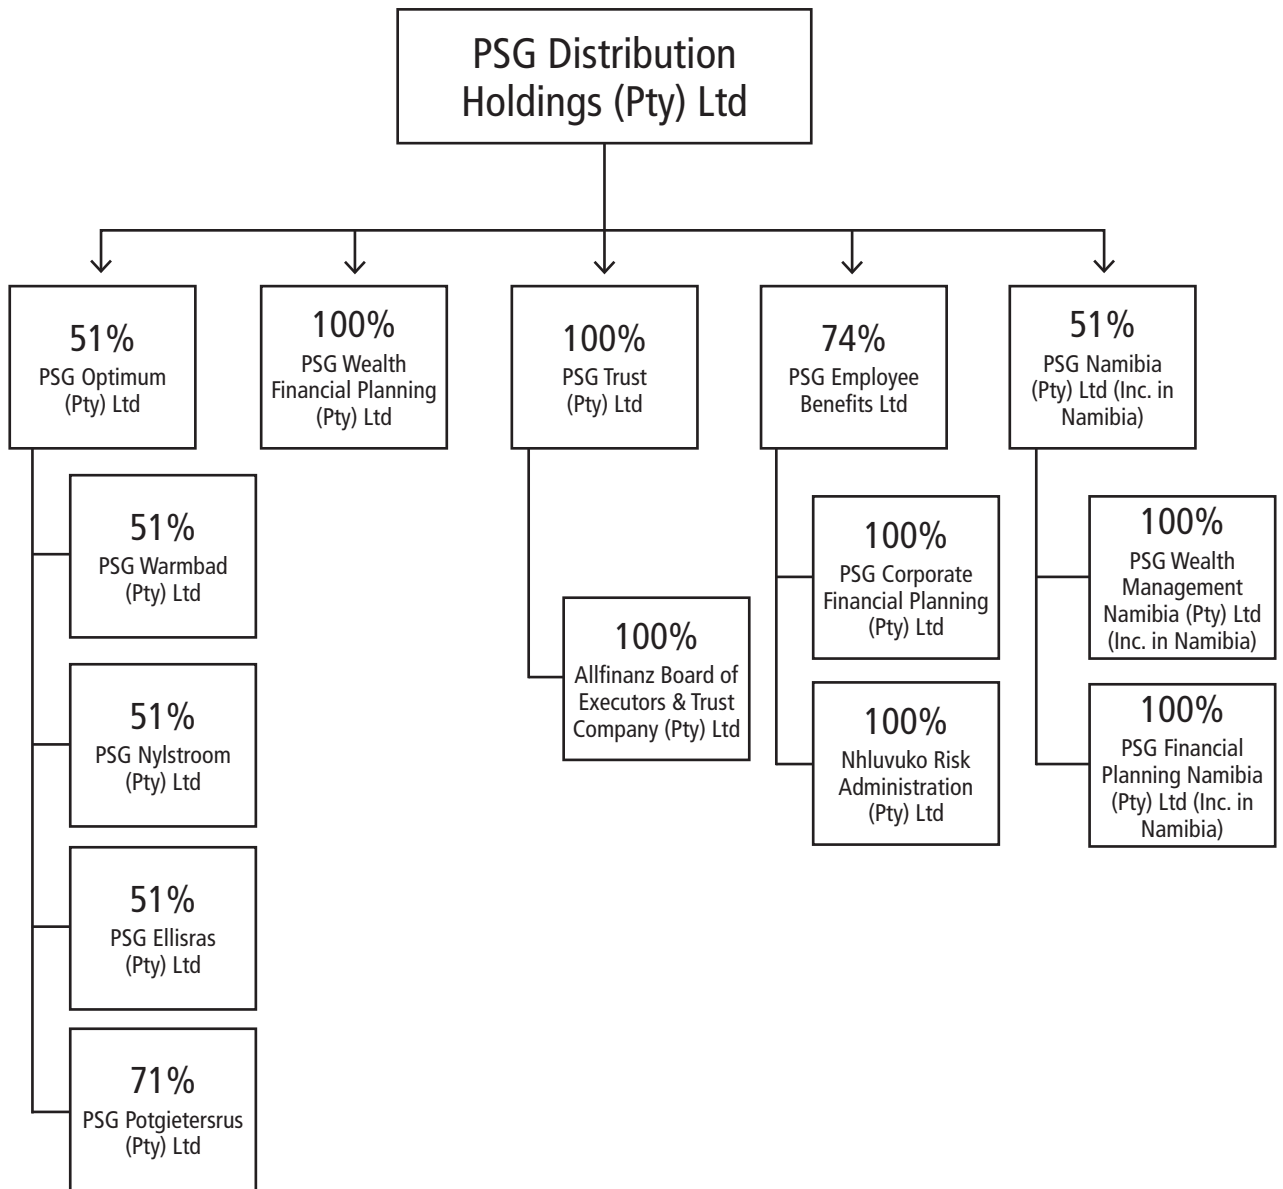 PSG Distribution
Holdings (Pty) Ltd
51%
PSG Optimum
(Pty) Ltd
100%
PSG Wealth
Financial Planning
(Pty) Ltd
100%
PSG Trust
(Pty) Ltd
74%
PSG Employee
Benefits Ltd
51%
PSG Namibia
(Pty) Ltd (Inc. in
Namibia)
51%
PSG Warmbad
(Pty) Ltd
51%
PSG Nylstroom
(Pty) Ltd
51%
PSG Ellisras
(Pty) Ltd
71%
PSG Potgietersrus
(Pty) Ltd
100%
Allfinanz Board of
Executors & Trust
Company (Pty) Ltd
100%
PSG Corporate
Financial Planning
(Pty) Ltd
100%
Nhluvuko Risk
Administration
(Pty) Ltd
100%
PSG Wealth
Management
Namibia (Pty) Ltd
(Inc. in Namibia)
100%
PSG Financial
Planning Namibia
(Pty) Ltd (Inc. in
Namibia)